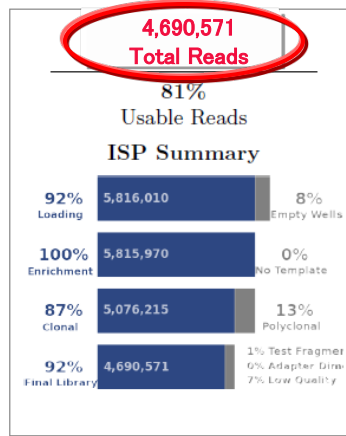 4,690,571
Total Reads
81%
Usable Reads
ISP Summary
92%
Loading
5,816,010
8%
Empty Wells
100%
Enrichment
5,815,970
0%
No Template
87%
Clonal
5,076,215
13%
Polyclonal
92%
Final Library
4,690,571
1% Test Fragmer
0% Adapter Dim
7% Low Quality